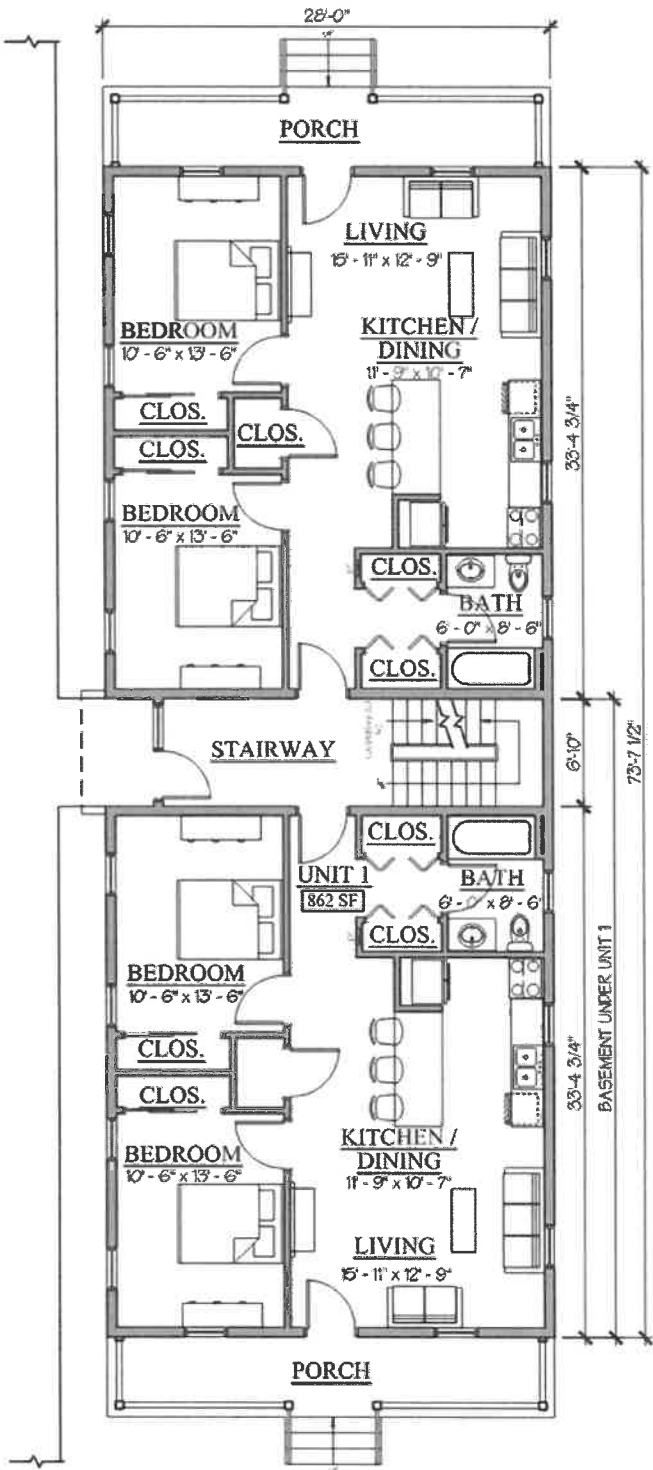 28'-0"
PORCH
LIVING
15' - 11" x 12' - 9"
KITCHEN /
DINING
11' - 9" x 10' - 7"
BEDROOM
10' - 6" x 13' - 6"
CLOS.
CLOS.
CLOS.
BEDROOM
10' - 6" x 13' - 6"
33'-4 3/4"
CLOS.
BATH
6' - 0" x 8' - 6"
CLOS.
STAIRWAY
6'-10"
73'-7 1/2"
CLOS.
UNIT 1
862 SF
BATH
6' - 0" x 8' - 6"
CLOS.
BEDROOM
10' - 6" x 13' - 6"
CLOS.
CLOS.
BEDROOM
10' - 6" x 13' - 6"
KITCHEN /
DINING
11' - 9" x 10' - 7"
LIVING
15' - 11" x 12' - 9"
33'-4 3/4"
BASEMENT UNDER UNIT 1
PORCH